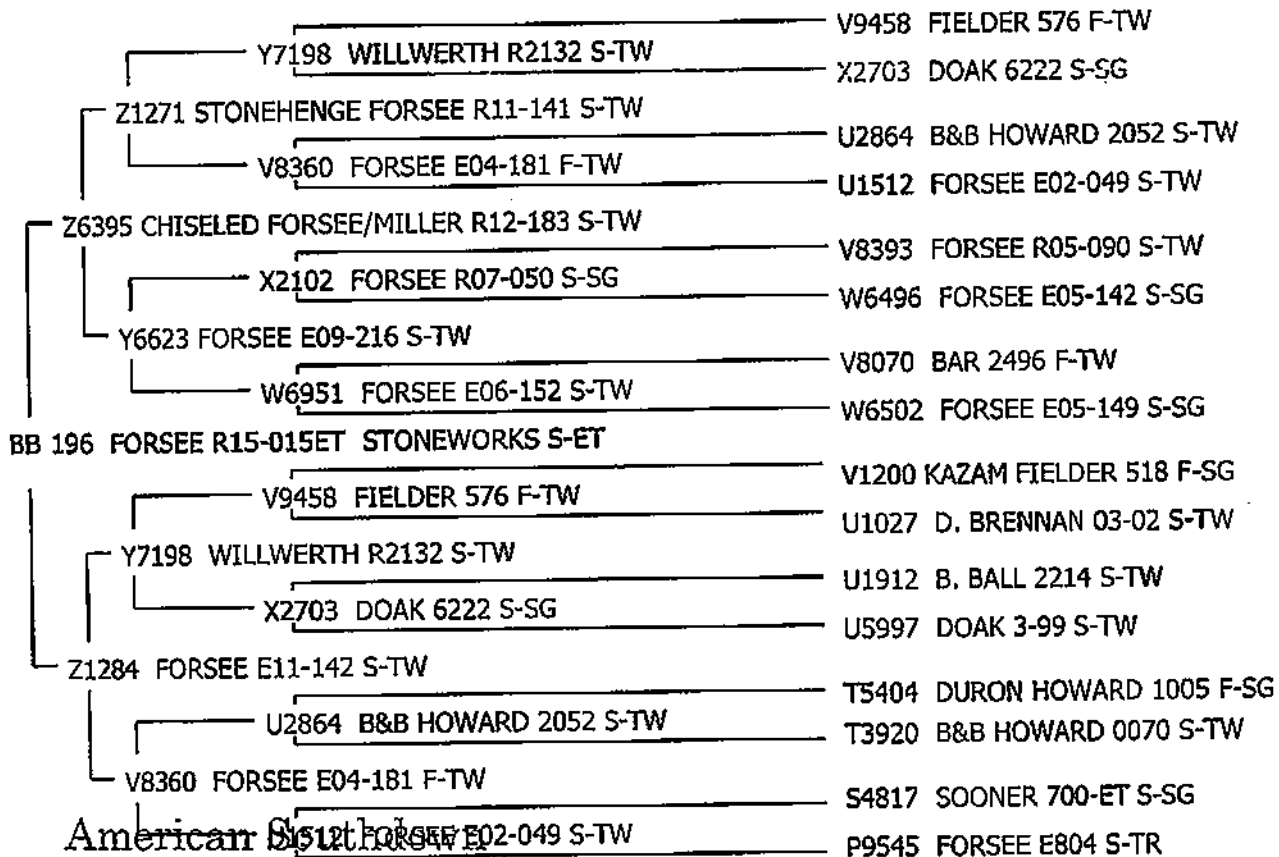 V9458 FIELDER 576 F-TW
Y7198 WILLWERTH R2132 S-TW
X2703 DOAK 6222 S-SG
Z1271 STONEHENGE FORSEE R11-141 S-TW
U2864 B&B HOWARD 2052 S-TW
V8360 FORSEE E04-181 F-TW
U1512 FORSEE E02-049 S-TW
Z6395 CHISELED FORSEE/MILLER R12-183 S-TW
V8393 FORSEE R05-090 S-TW
X2102 FORSEE R07-050 S-SG
W6496 FORSEE E05-142 S-SG
Y6623 FORSEE E09-216 S-TW
V8070 BAR 2496 F-TW
W6951 FORSEE E06-152 S-TW
W6502 FORSEE E05-149 S-SG
BB 196 FORSEE R15-015ET STONEWORKS S-ET
V1200 KAZAM FIELDER 518 F-SG
V9458 FIELDER 576 F-TW
U1027 D. BRENNAN 03-02 S-TW
Y7198 WILLWERTH R2132 S-TW
U1912 B. BALL 2214 S-TW
X2703 DOAK 6222 S-SG
U5997 DOAK 3-99 S-TW
Z1284 FORSEE E11-142 S-TW
T5404 DURON HOWARD 1005 F-SG
U2864 B&B HOWARD 2052 S-TW
T3920 B&B HOWARD 0070 S-TW
V8360 FORSEE E04-181 F-TW
S4817 SOONER 700-ET S-SG
U1512 FORSEE E02-049 S-TW
American Southdown
P9545 FORSEE E804 S-TR